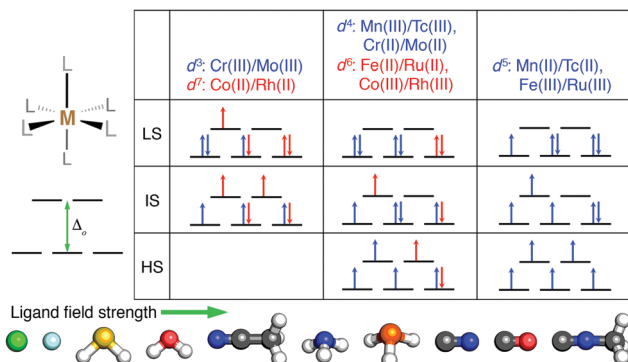 d³: Cr(III)/Mo(III)
d⁷: Co(II)/Rh(II)
d⁴: Mn(III)/Tc(III),
Cr(II)/Mo(II)
d⁶: Fe(II)/Ru(II),
Co(III)/Rh(III)
d⁵: Mn(II)/Tc(II),
Fe(III)/Ru(III)
L
L L
M
L L
L
Δo
LS
IS
HS
Ligand field strength